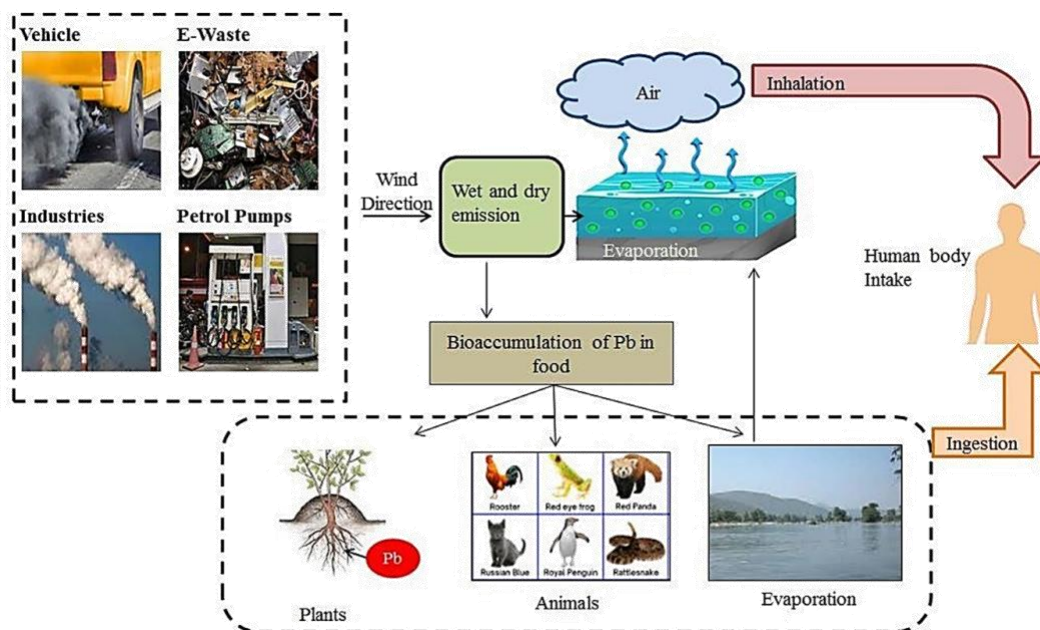 Vehicle
E-Waste
Industries
Petrol Pumps
Wind
Direction
Wet and dry
emission
Air
Evaporation
Inhalation
Human body
Intake
Bioaccumulation of Pb in
food
Ingestion
Pb
Plants
Rooster
Red eye frog
Red Panda
Russian Blue
Royal Penguin
Rattlesnake
Animals
Evaporation